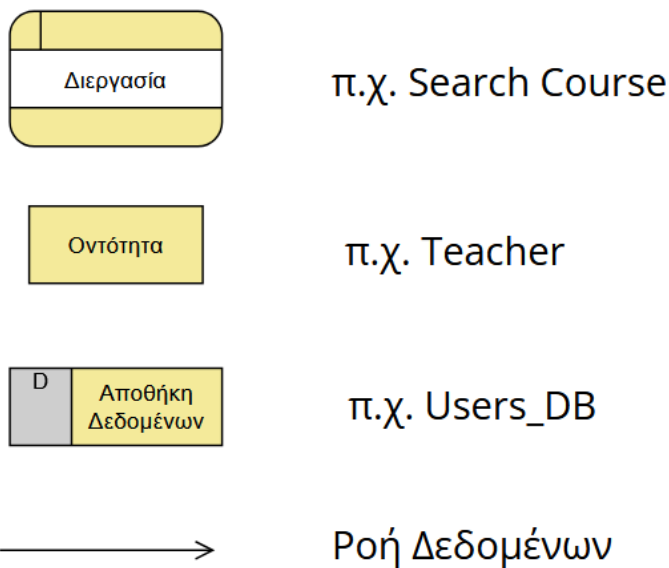 Διεργασία
π.χ. Search Course
Οντότητα
π.χ. Teacher
D
Αποθήκη
Δεδομένων
π.χ. Users_DB
Ροή Δεδομένων